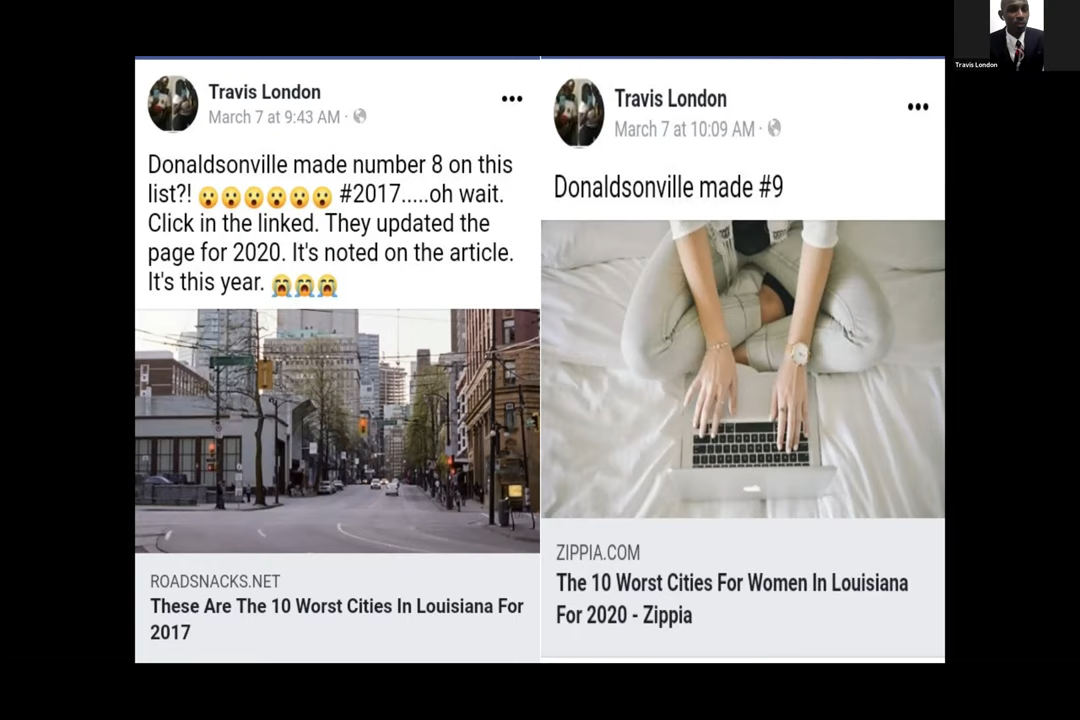 Travis London
March 7 at 9:43 AM ·
Donaldsonville made number 8 on this
list?! 😮😮😮😮😮😮 #2017.....oh wait.
Click in the linked. They updated the
page for 2020. It's noted on the article.
It's this year. 😭😭😭
ROADSNACKS.NET
These Are The 10 Worst Cities In Louisiana For
2017
Travis London
March 7 at 10:09 AM ·
Donaldsonville made #9
ZIPPIA.COM
The 10 Worst Cities For Women In Louisiana
For 2020 - Zippia
Travis London